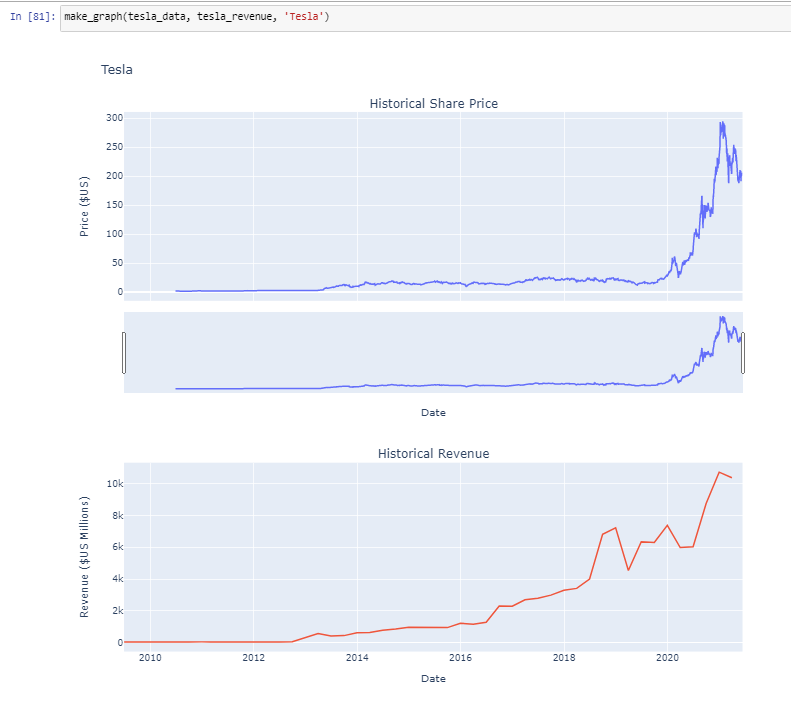 In [81]: make_graph(tesla_data, tesla_revenue, 'Tesla')
Tesla
Historical Share Price
300
250
200
150
100
50
0
Price ($US)
Date
Historical Revenue
10k
8k
6k
4k
2k
0
Revenue ($US Millions)
2010 2012 2014 2016 2018 2020
Date